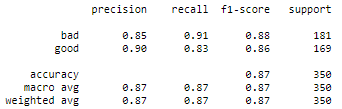 precision recall f1-score support
bad 0.85 0.91 0.88 181
good 0.90 0.83 0.86 169
accuracy 0.87 350
macro avg 0.87 0.87 0.87 350
weighted avg 0.87 0.87 0.87 350